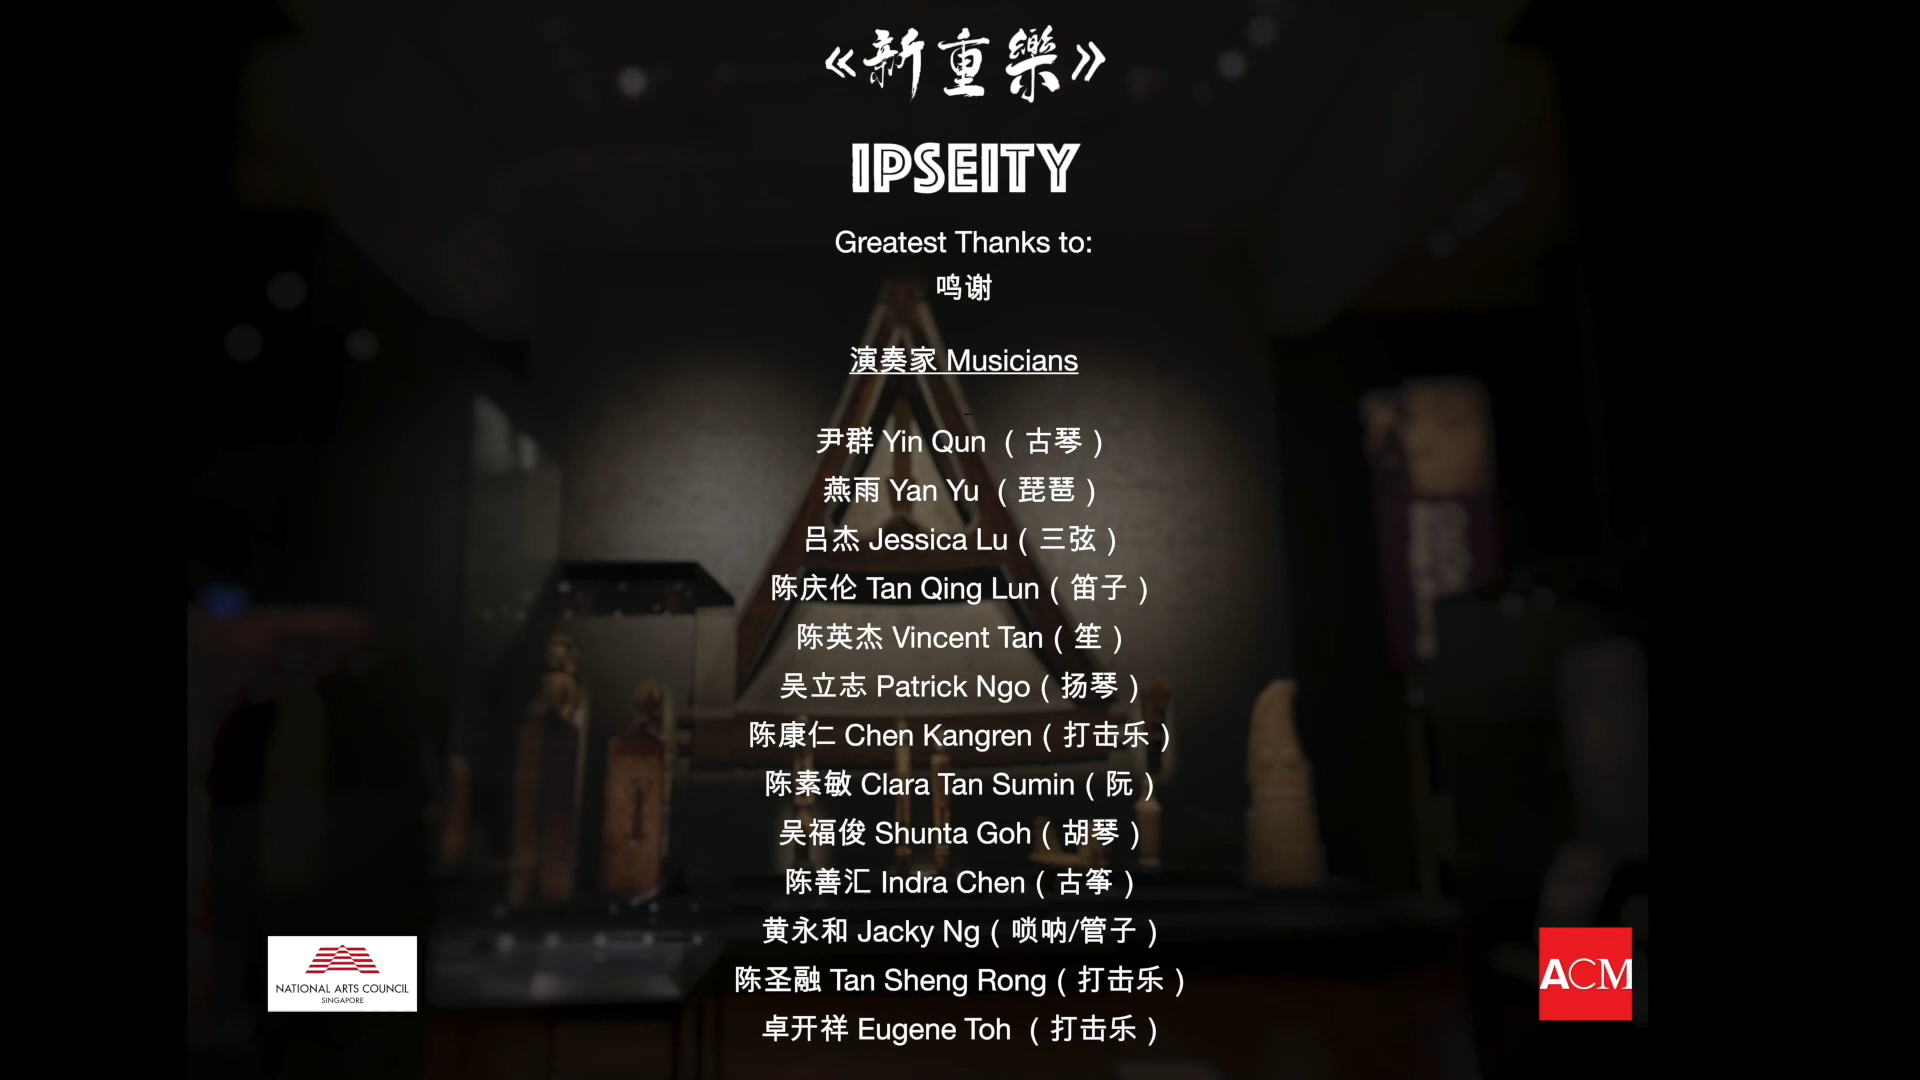 《新重樂》
IPSEITY
Greatest Thanks to:
鸣谢
演奏家 Musicians
尹群 Yin Qun （古琴）
燕雨 Yan Yu （琵琶）
吕杰 Jessica Lu（三弦）
陈庆伦 Tan Qing Lun（笛子）
陈英杰 Vincent Tan（笙）
吴立志 Patrick Ngo（扬琴）
陈康仁 Chen Kangren（打击乐）
陈素敏 Clara Tan Sumin（阮）
吴福俊 Shunta Goh（胡琴）
陈善汇 Indra Chen（古筝）
黄永和 Jacky Ng（唢呐/管子）
陈圣融 Tan Sheng Rong（打击乐）
卓开祥 Eugene Toh （打击乐）
NATIONAL ARTS COUNCIL
SINGAPORE
ACM